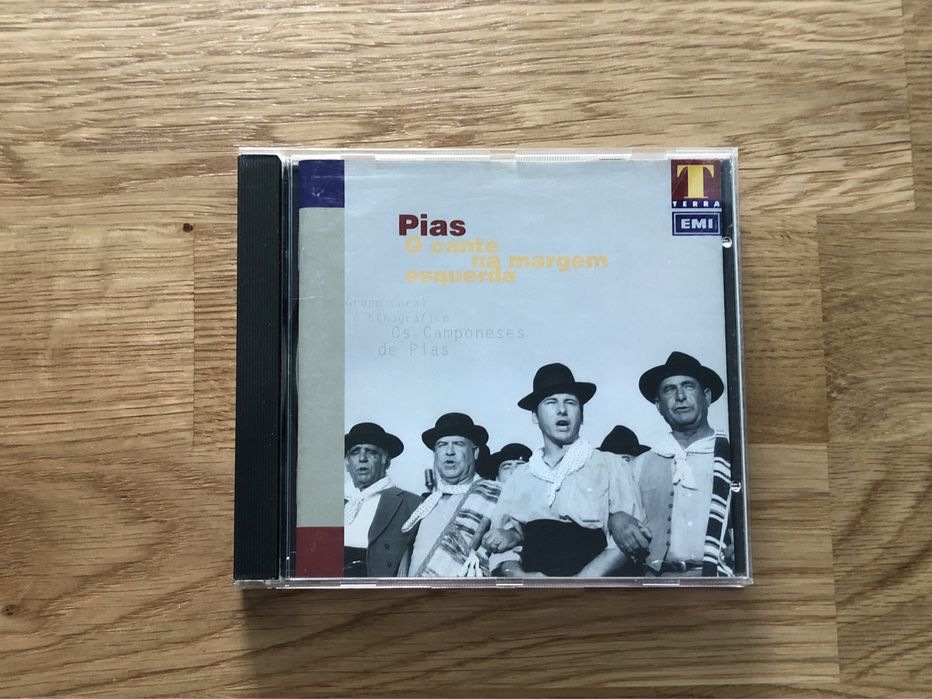 T
TERRA
EMI
Pias
O cante
na margem
esquerda
Grupo Coral
e Etnográfico
Os Camponeses
de Pias